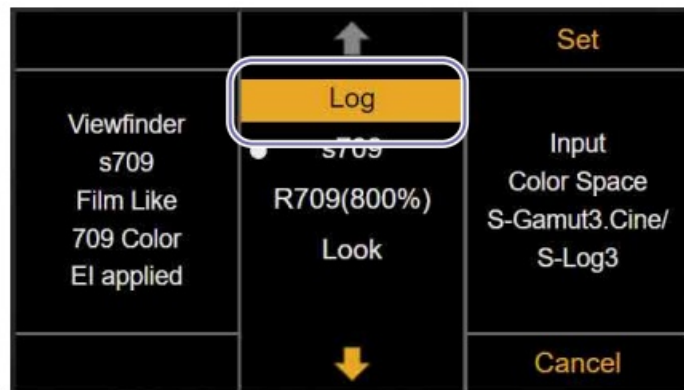 Set
Viewfinder
s709
Film Like
709 Color
EI applied
Log
s709
R709(800%)
Look
Input
Color Space
S-Gamut3.Cine/
S-Log3
Cancel